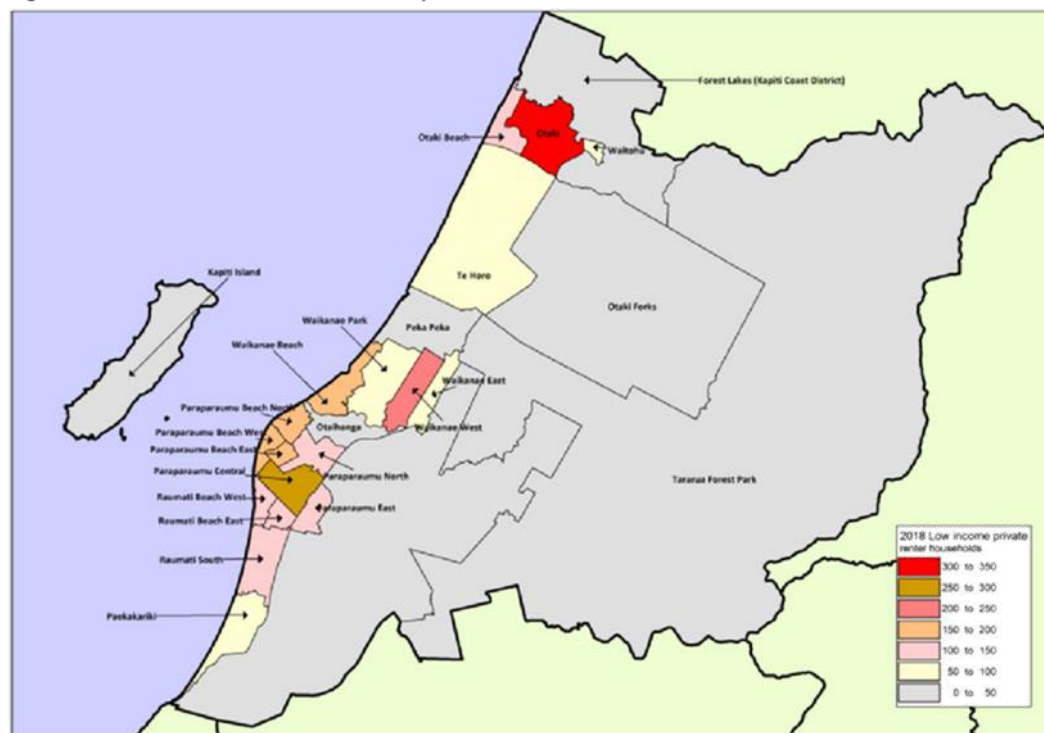 Forest Lakes (Kapiti Coast District)
Otaki Beach
Otaki
Waitohu
Te Horo
Kapiti Island
Otaki Forks
Waikanae Park
Peka Peka
Waikanae Beach
Waikanae East
Paraparaumu Beach North
Otaihanga
Waikanae West
Paraparaumu Beach West
Paraparaumu Beach East
Paraparaumu Central
Paraparaumu North
Tararua Forest Park
Raumati Beach West
Paraparaumu East
Raumati Beach East
Raumati South
Paekakariki
2018 Low income private
renter households
300 to 350
250 to 300
200 to 250
150 to 200
100 to 150
50 to 100
0 to 50